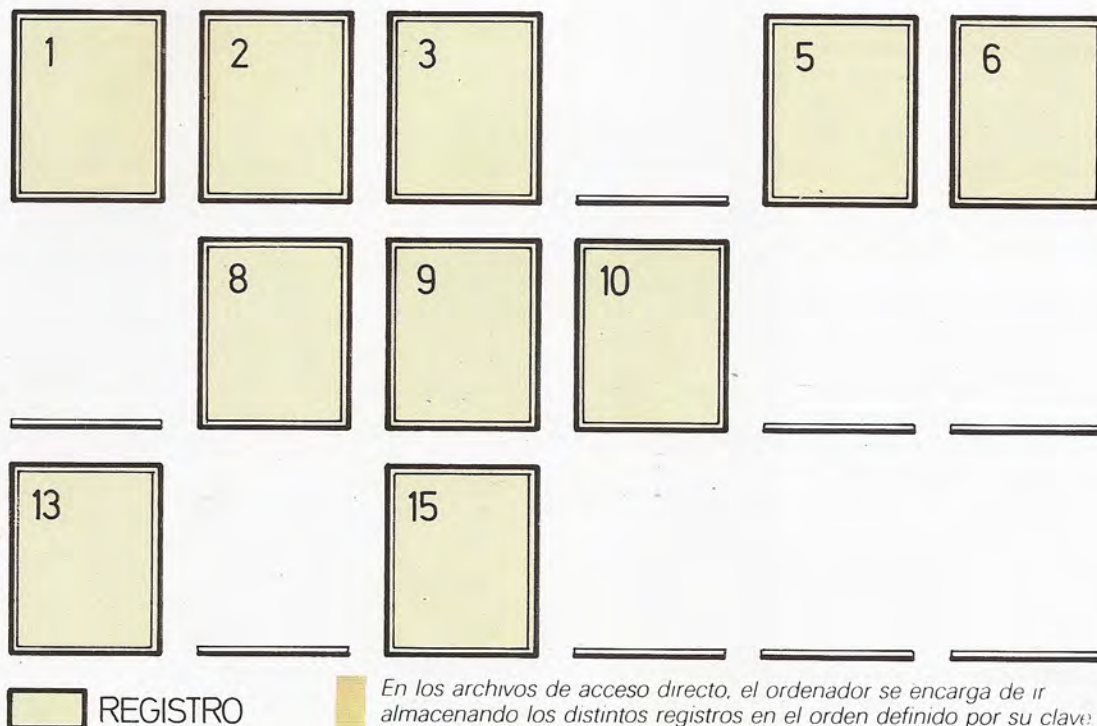 1 2 3 5 6
8 9 10
13 15
REGISTRO
En los archivos de acceso directo, el ordenador se encarga de ir
almacenando los distintos registros en el orden definido por su clave.